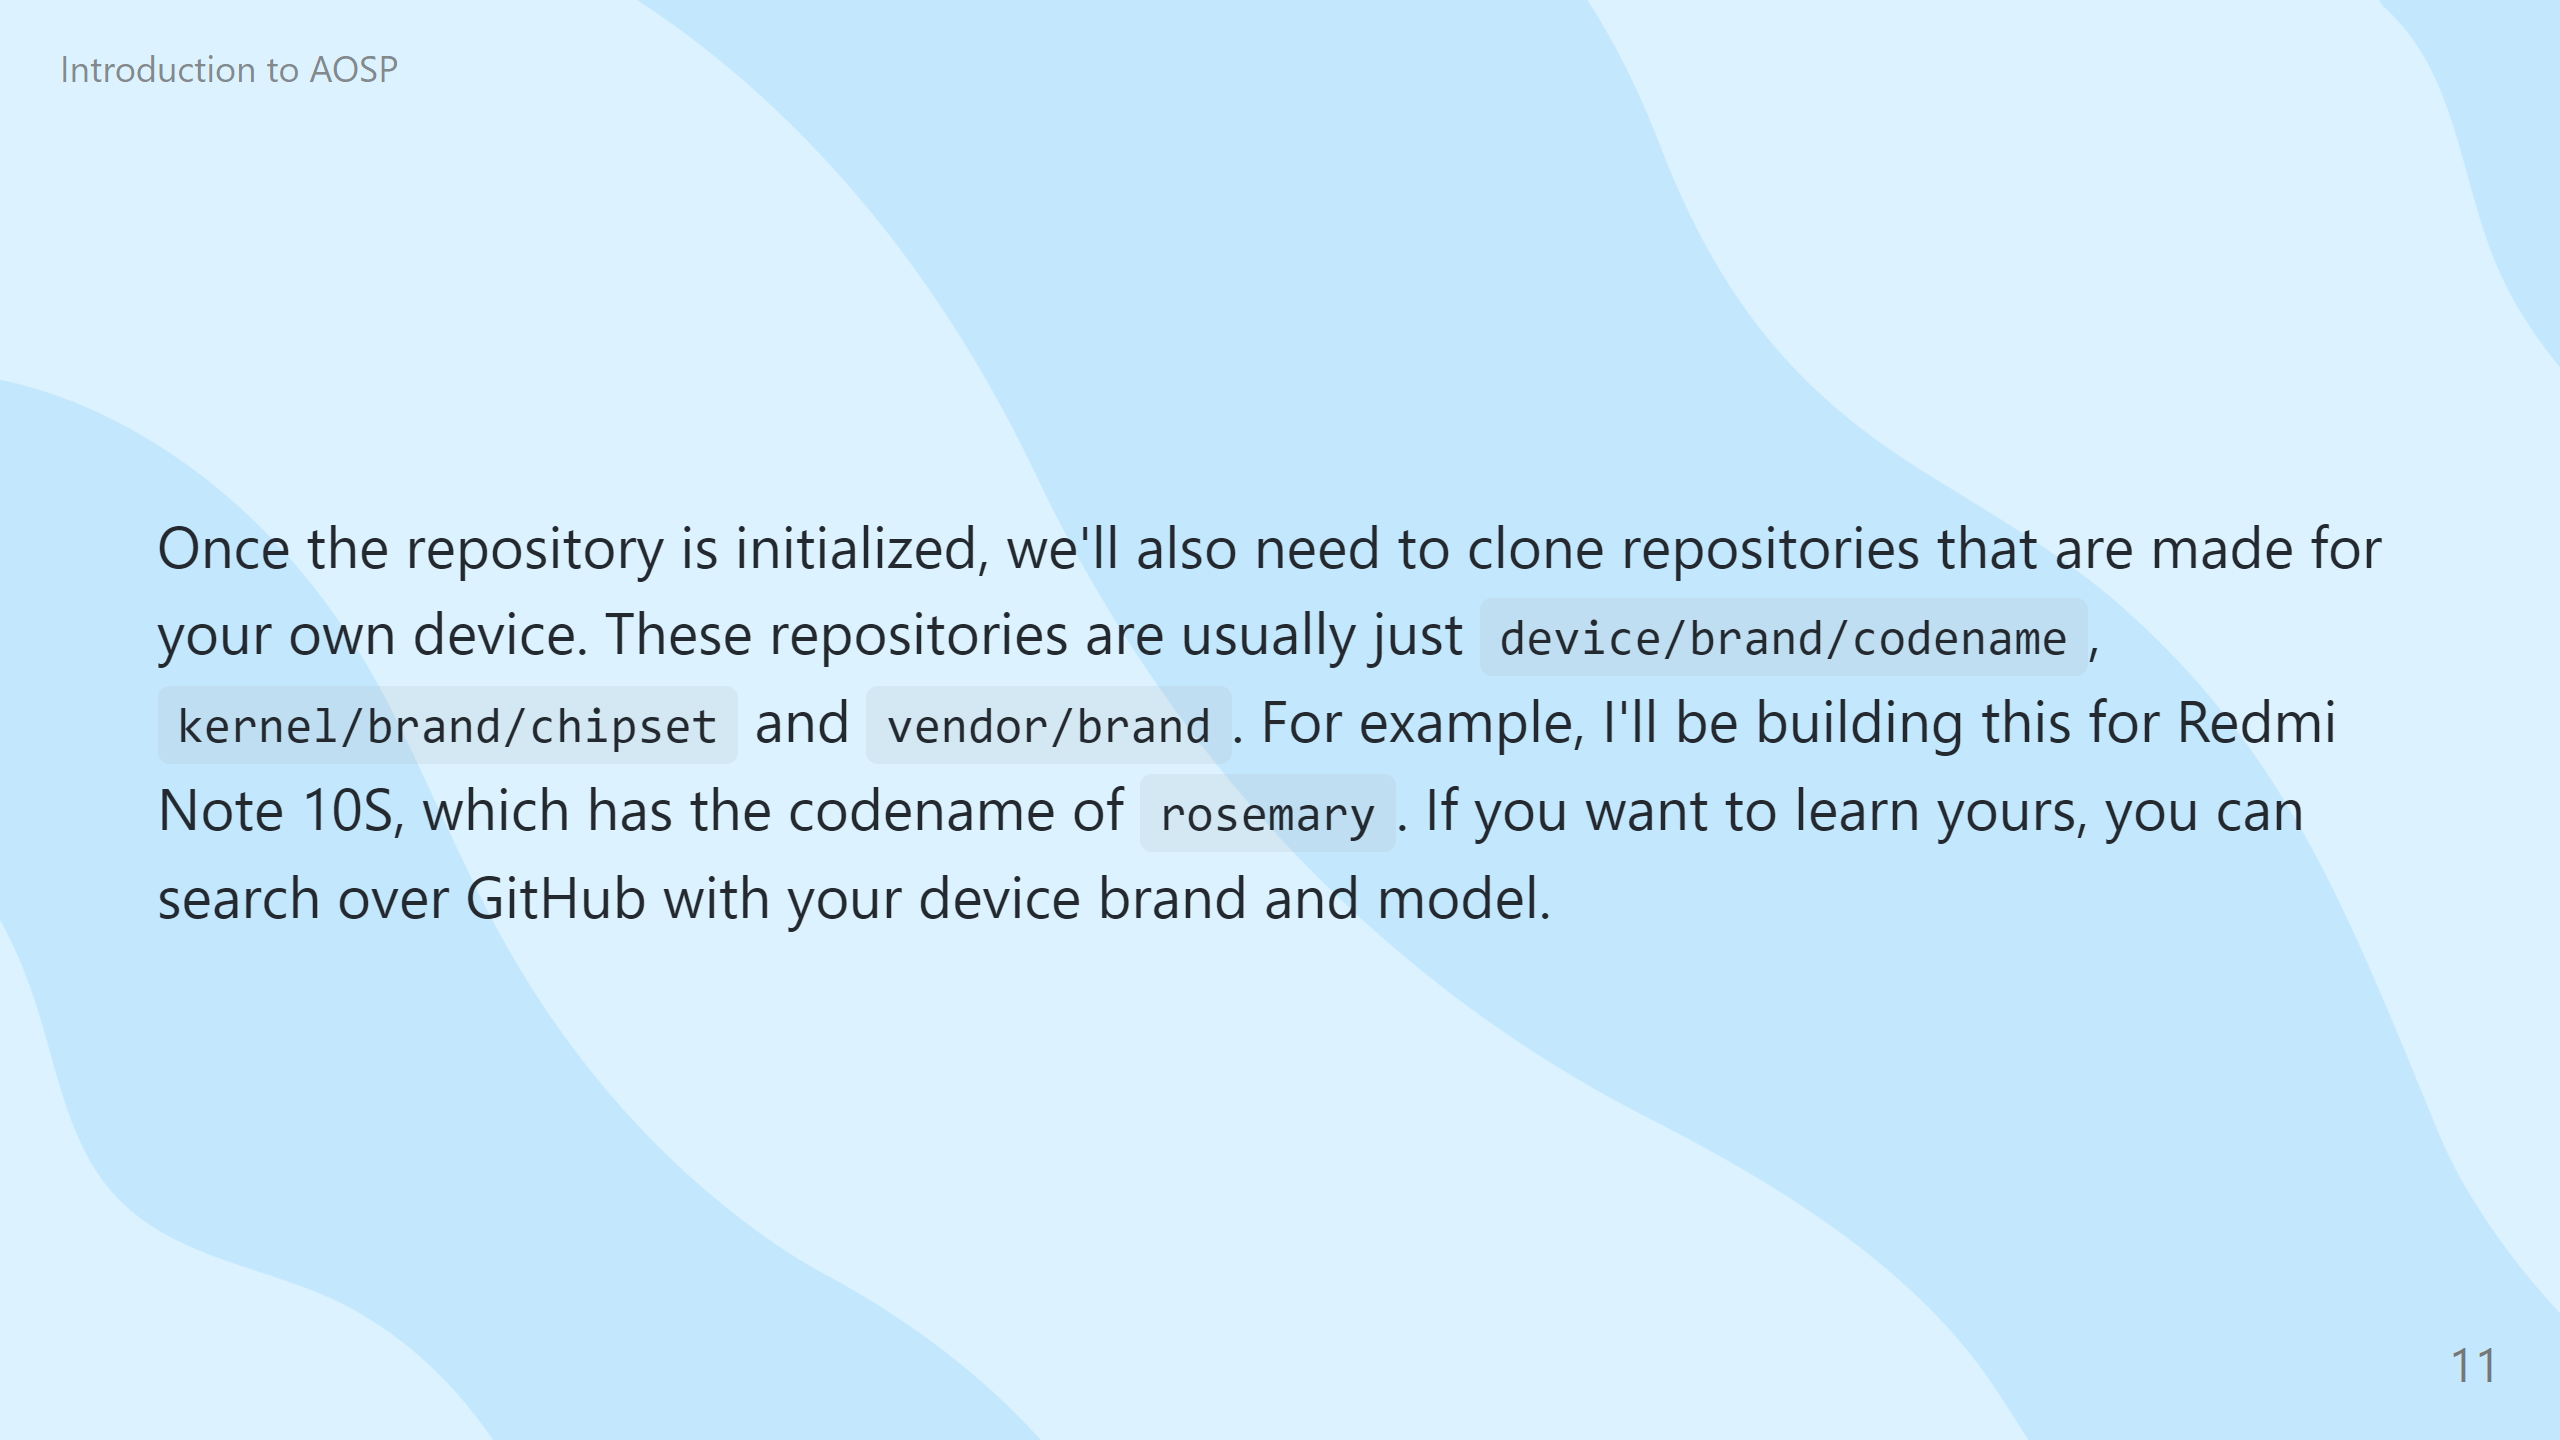 Introduction to AOSP
Once the repository is initialized, we'll also need to clone repositories that are made for
your own device. These repositories are usually just device/brand/codename,
kernel/brand/chipset and vendor/brand. For example, I'll be building this for Redmi
Note 10S, which has the codename of rosemary. If you want to learn yours, you can
search over GitHub with your device brand and model.
11